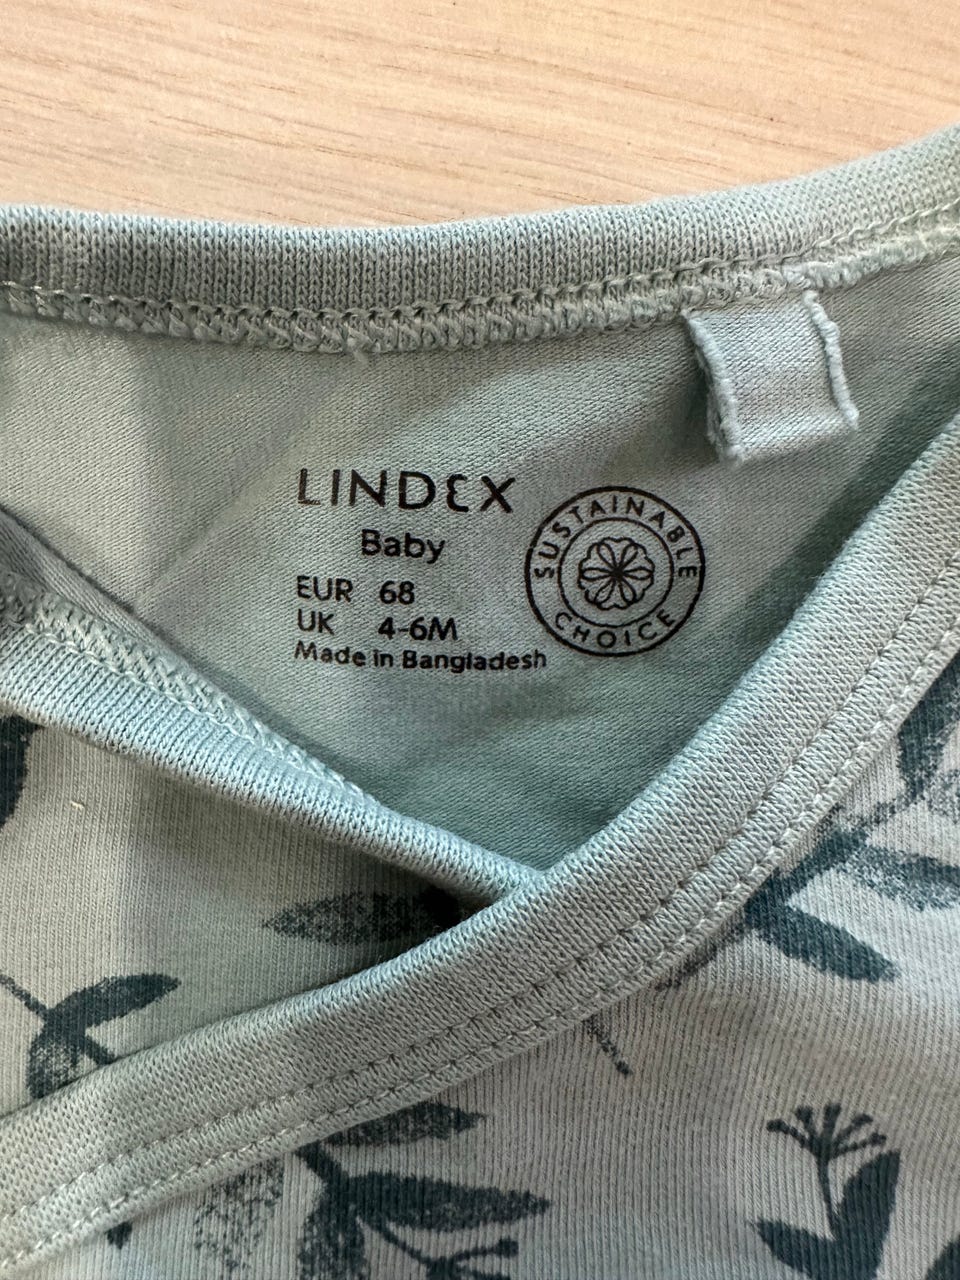 LINDEX
Baby
EUR 68
UK 4-6M
Made in Bangladesh
SUSTAINABLE
CHOICE